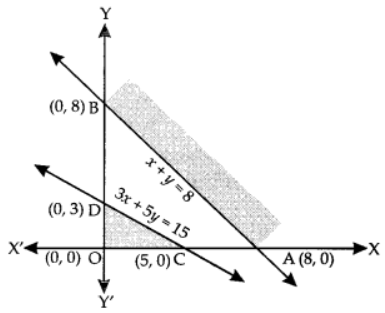 Y
(0, 8) B
x + y = 8
3x + 5y = 15
(0, 3) D
X' (0, 0) O (5, 0) C A (8, 0) X
Y'